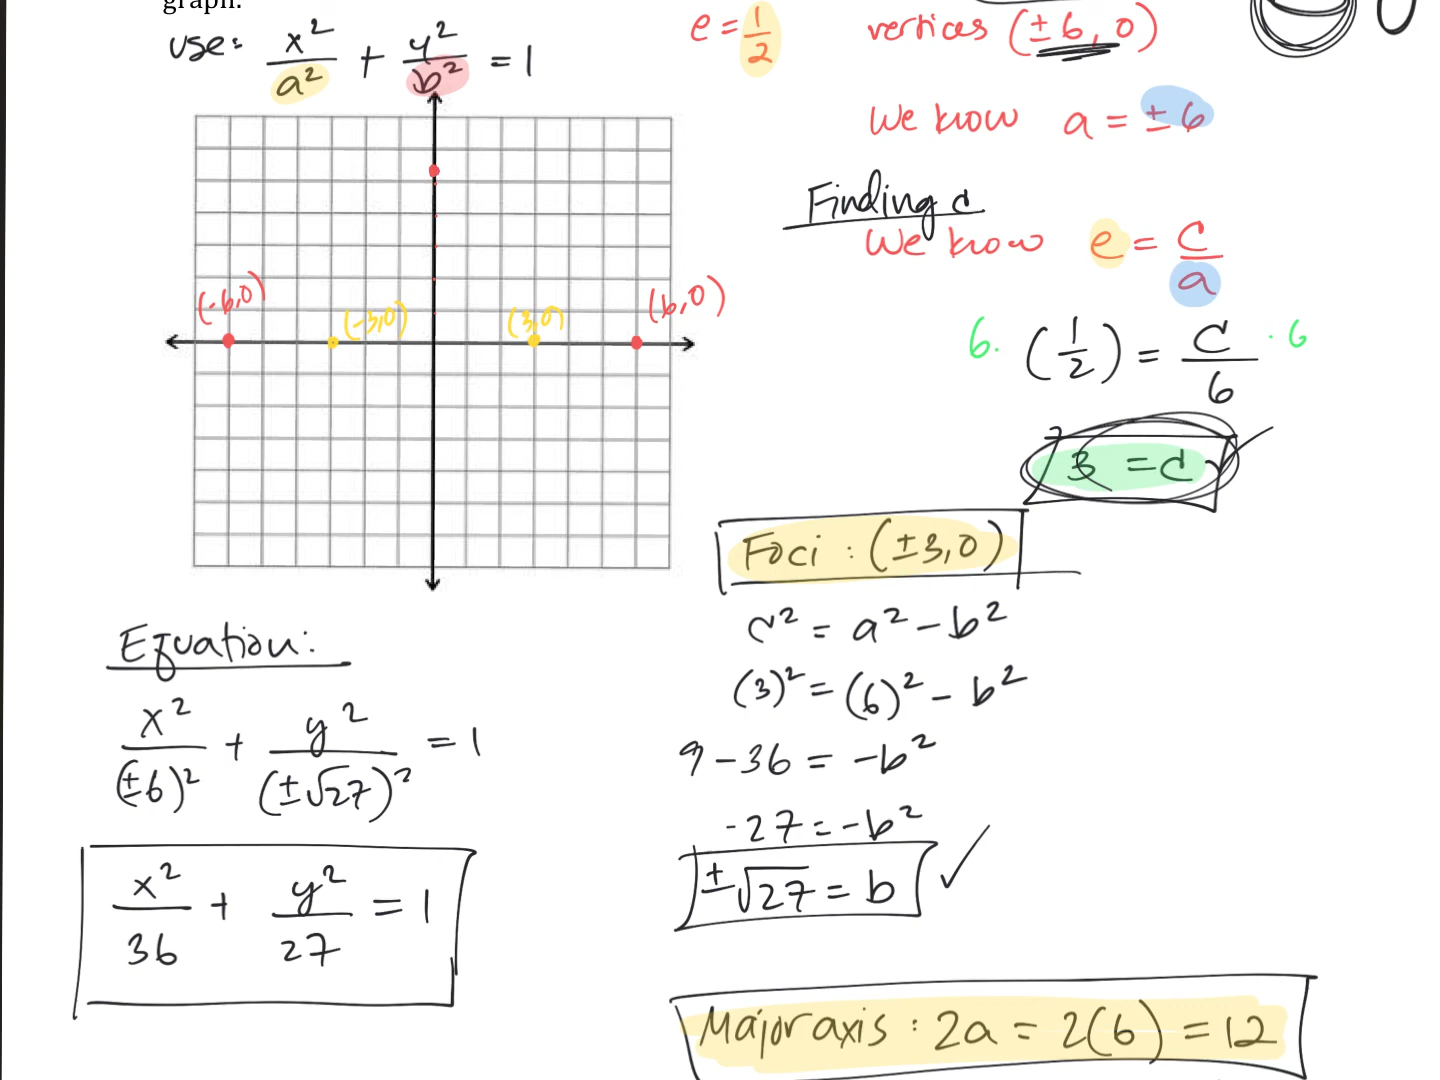 graph.
use: x²/a² + y²/b² = 1
e = 1/2
vertices (±6, 0)
We know a = ±6
Finding c
We know e = c/a
6 · (1/2) = c/6 · 6
3 = c
(-6,0)
(-3,0)
(3,0)
(6,0)
Foci : (±3,0)
c² = a² - b²
(3)² = (6)² - b²
9 - 36 = -b²
-27 = -b²
±√27 = b
Equation:
x²/(±6)² + y²/(±√27)² = 1
x²/36 + y²/27 = 1
Major axis : 2a = 2(6) = 12